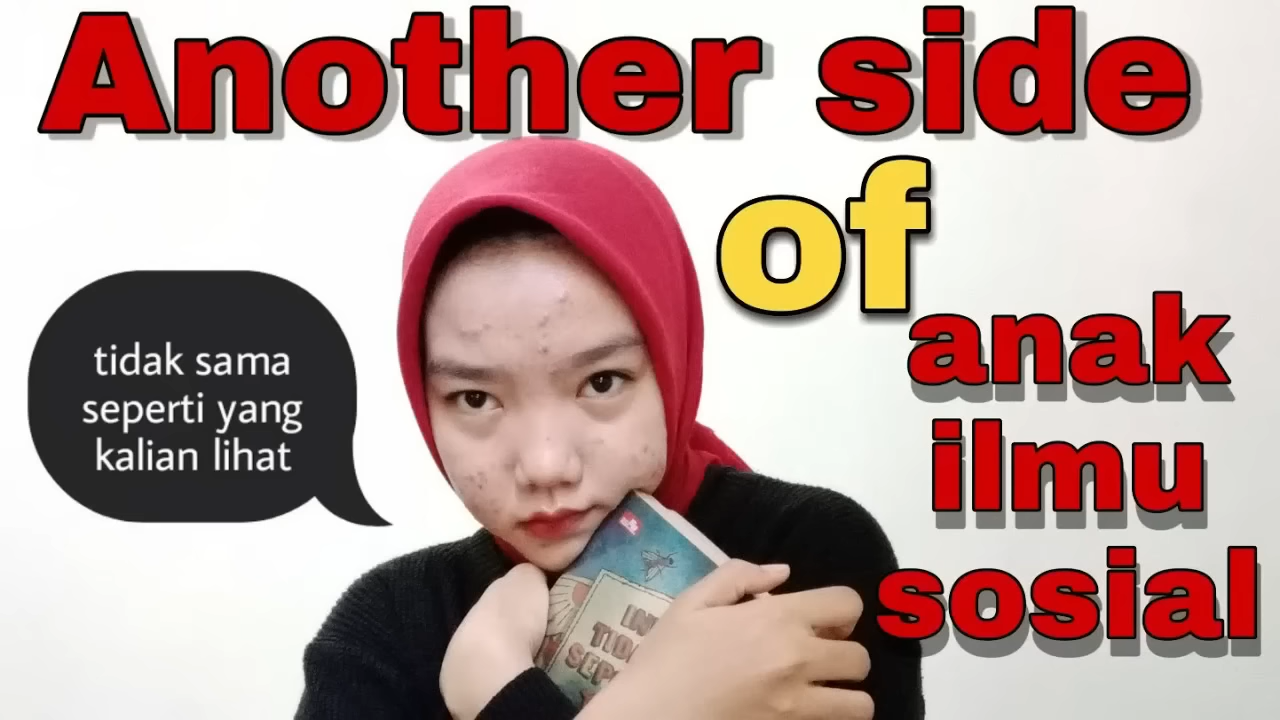 Another side
of
anak
ilmu
sosial
tidak sama
seperti yang
kalian lihat